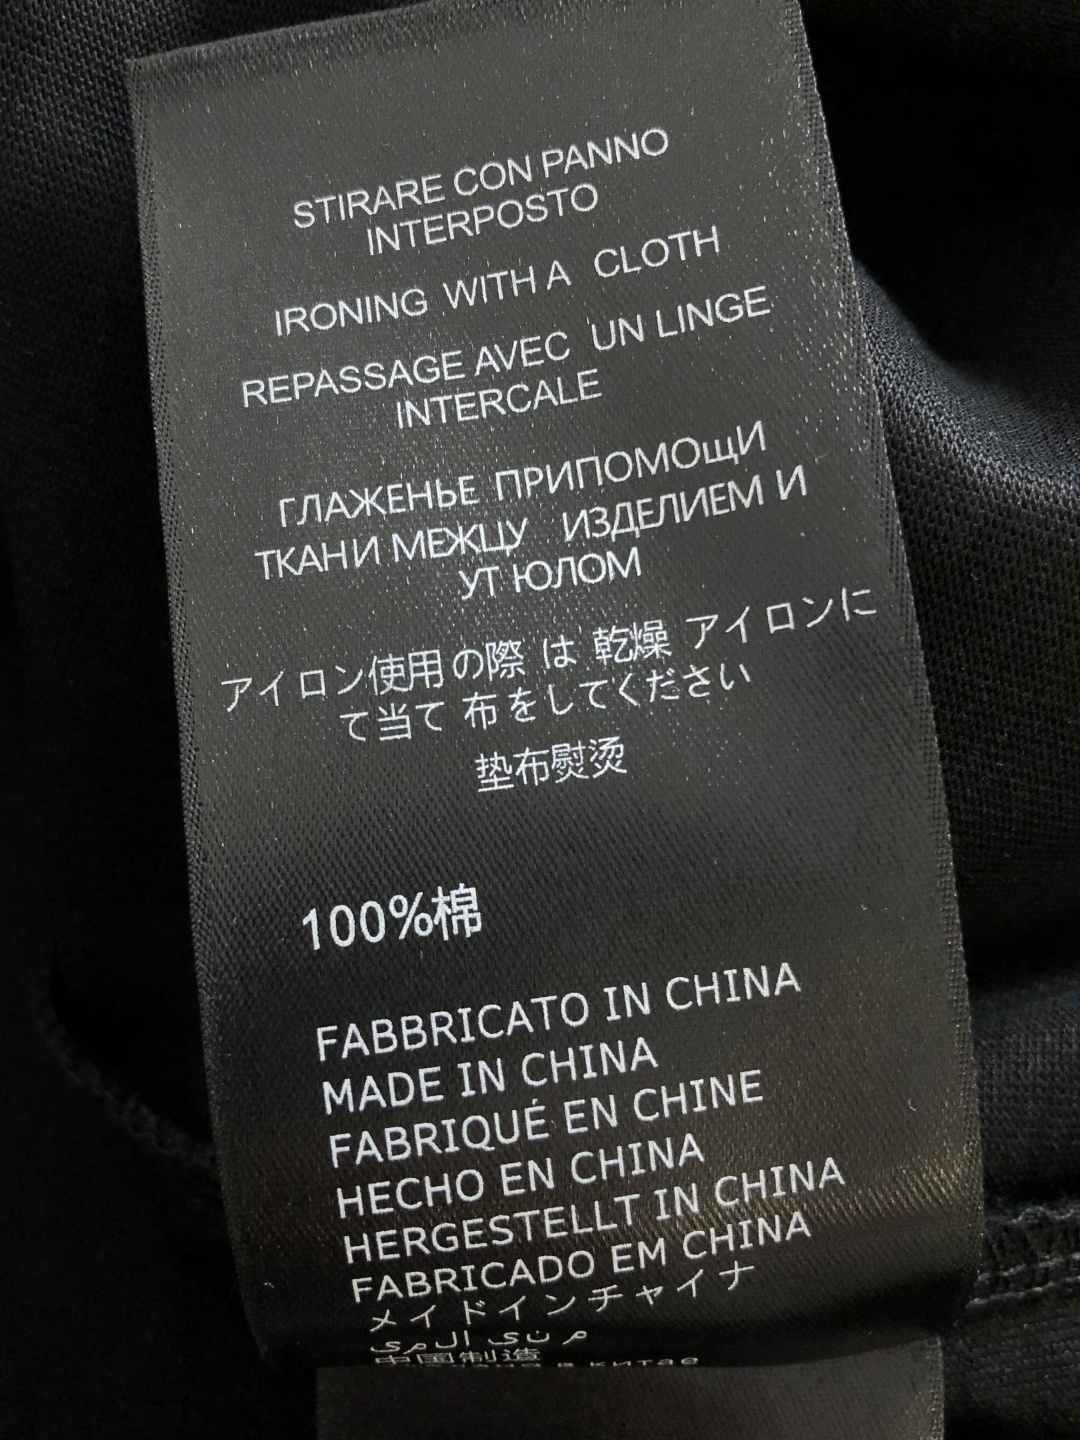 STIRARE CON PANNO
INTERPOSTO
IRONING WITH A CLOTH
REPASSAGE AVEC UN LINGE
INTERCALE
ГЛАЖЕНЬЕ ПРИПОМОщИ
ТКАНИ МЕЖЦУ ИЗДЕЛИЕМ И
УТ ЮЛОМ
アイロン使用の際 は 乾燥 アイロンに
て当て 布をしてください
垫布熨烫
100%棉
FABBRICATO IN CHINA
MADE IN CHINA
FABRIQUÉ EN CHINE
HECHO EN CHINA
HERGESTELLT IN CHINA
FABRICADO EM CHINA
メイドインチャイナ
中国制造